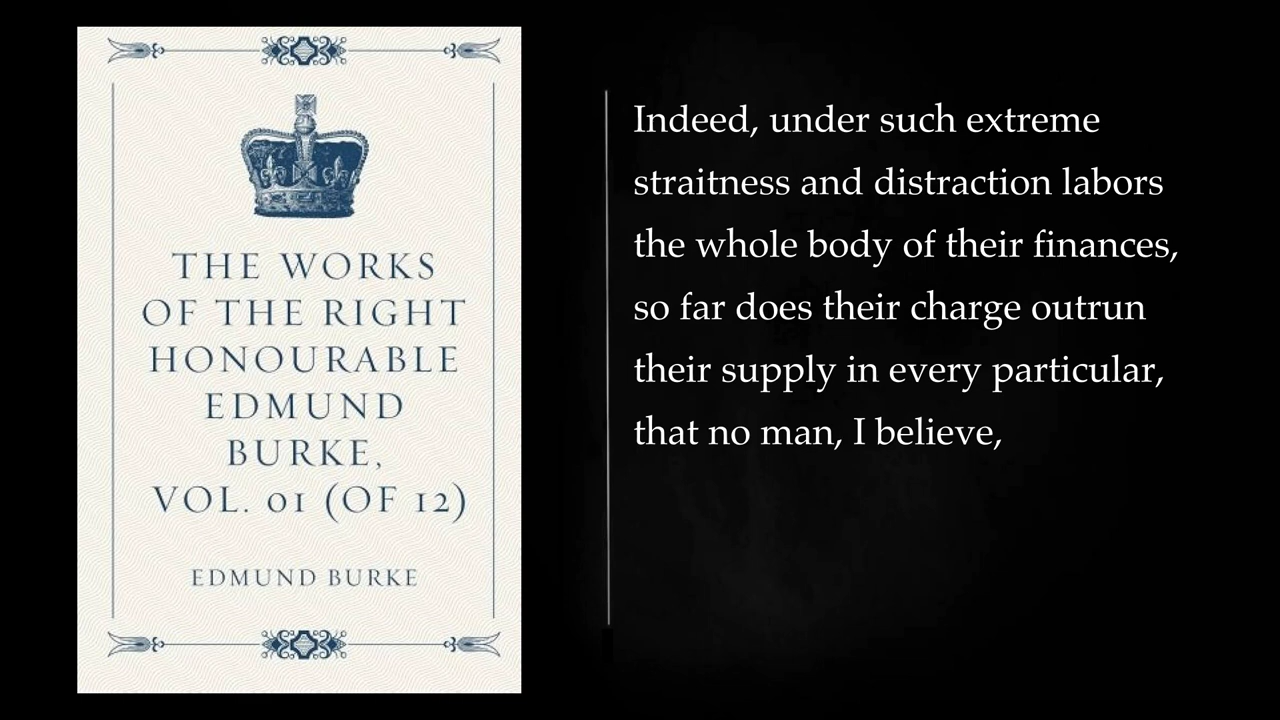 THE WORKS
OF THE RIGHT
HONOURABLE
EDMUND
BURKE,
VOL. 01 (OF 12)
EDMUND BURKE
Indeed, under such extreme
straitness and distraction labors
the whole body of their finances,
so far does their charge outrun
their supply in every particular,
that no man, I believe,